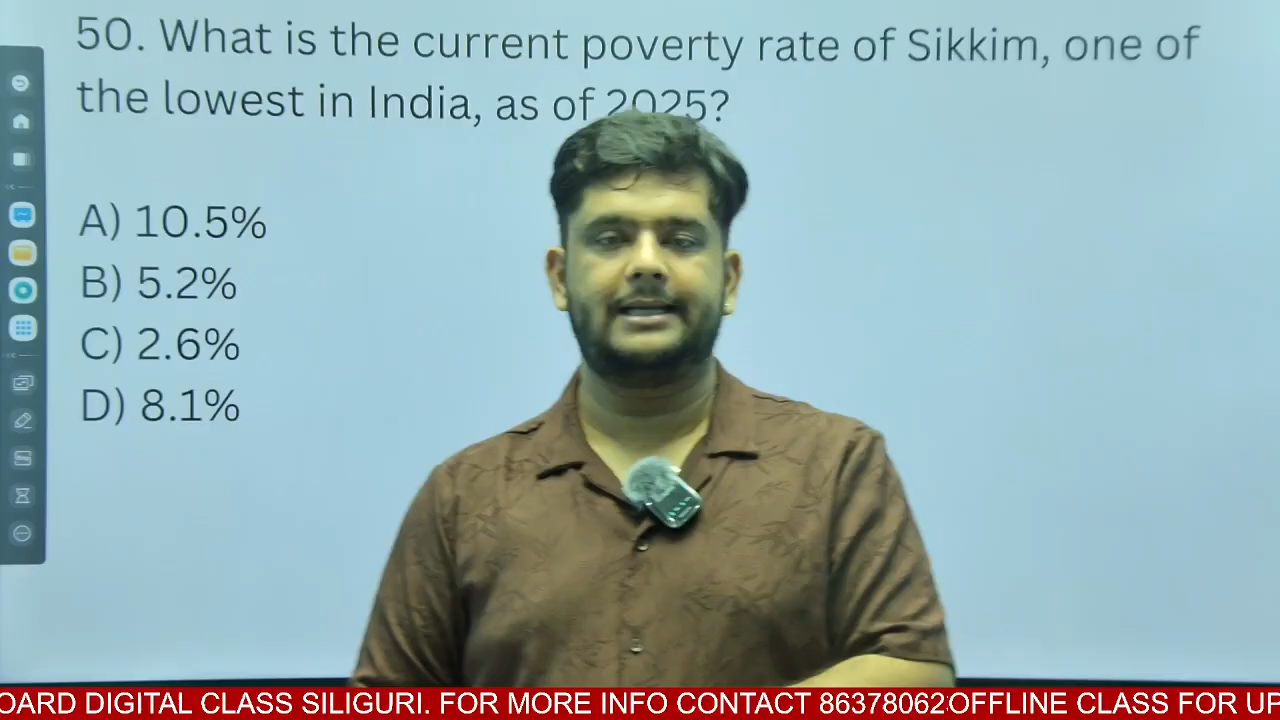 50. What is the current poverty rate of Sikkim, one of
the lowest in India, as of 2025?
A) 10.5%
B) 5.2%
C) 2.6%
D) 8.1%
OARD DIGITAL CLASS SILIGURI. FOR MORE INFO CONTACT 86378062 OFFLINE CLASS FOR UP